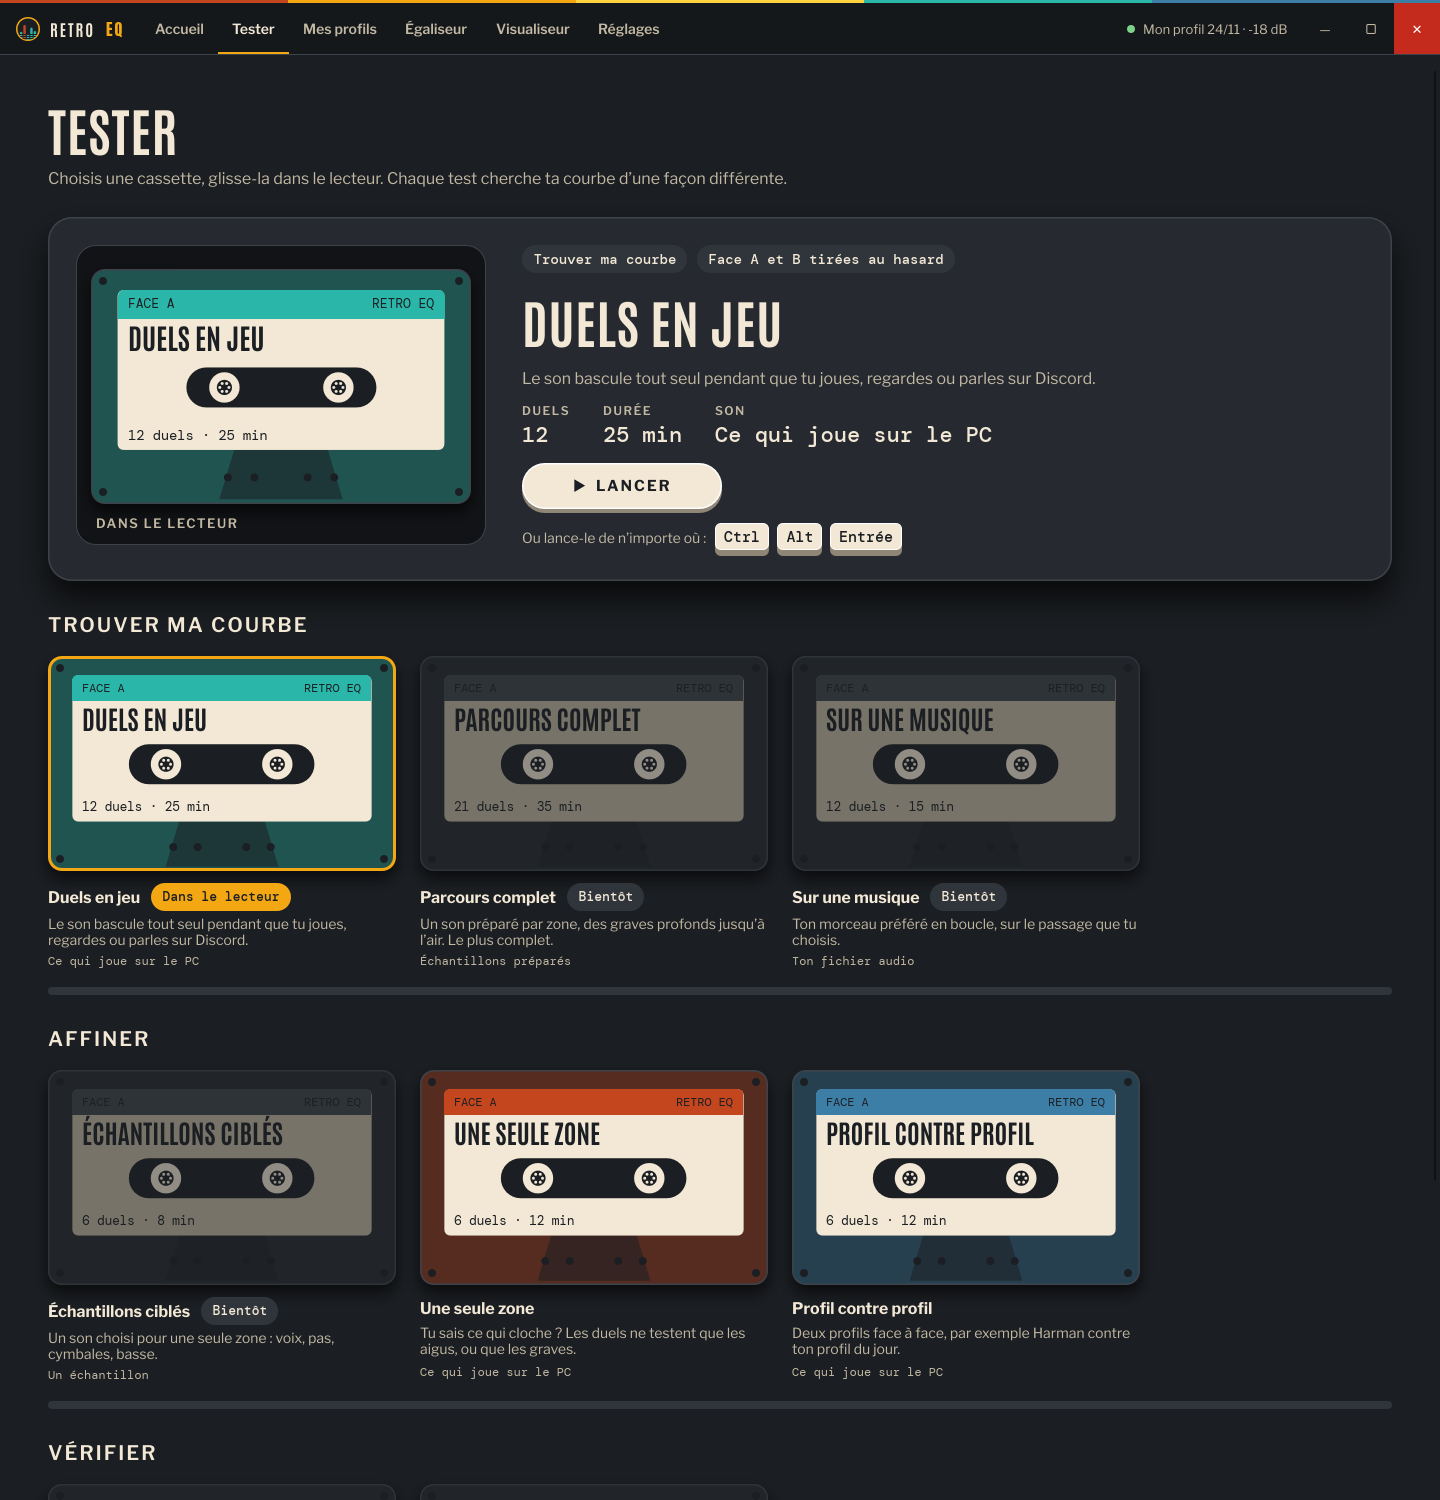 RETRO EQ
Accueil
Tester
Mes profils
Égaliseur
Visualiseur
Réglages
Mon profil 24/11 · -18 dB
TESTER
Choisis une cassette, glisse-la dans le lecteur. Chaque test cherche ta courbe d’une façon différente.
FACE A RETRO EQ
DUELS EN JEU
12 duels · 25 min
DANS LE LECTEUR
Trouver ma courbe
Face A et B tirées au hasard
DUELS EN JEU
Le son bascule tout seul pendant que tu joues, regardes ou parles sur Discord.
DUELS DURÉE SON
12 25 min Ce qui joue sur le PC
LANCER
Ou lance-le de n’importe où : Ctrl Alt Entrée
TROUVER MA COURBE
FACE A RETRO EQ
DUELS EN JEU
12 duels · 25 min
Duels en jeu Dans le lecteur
Le son bascule tout seul pendant que tu joues,
regardes ou parles sur Discord.
Ce qui joue sur le PC
FACE A RETRO EQ
PARCOURS COMPLET
21 duels · 35 min
Parcours complet Bientôt
Un son préparé par zone, des graves profonds jusqu’à
l’air. Le plus complet.
Échantillons préparés
FACE A RETRO EQ
SUR UNE MUSIQUE
12 duels · 15 min
Sur une musique Bientôt
Ton morceau préféré en boucle, sur le passage que tu
choisis.
Ton fichier audio
AFFINER
FACE A RETRO EQ
ÉCHANTILLONS CIBLÉS
6 duels · 8 min
Échantillons ciblés Bientôt
Un son choisi pour une seule zone : voix, pas,
cymbales, basse.
Un échantillon
FACE A RETRO EQ
UNE SEULE ZONE
6 duels · 12 min
Une seule zone
Tu sais ce qui cloche ? Les duels ne testent que les
aigus, ou que les graves.
Ce qui joue sur le PC
FACE A RETRO EQ
PROFIL CONTRE PROFIL
6 duels · 12 min
Profil contre profil
Deux profils face à face, par exemple Harman contre
ton profil du jour.
Ce qui joue sur le PC
VÉRIFIER